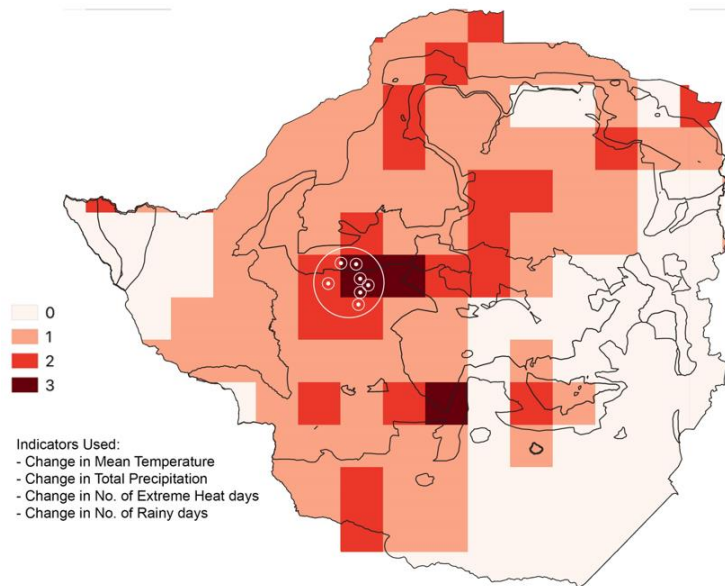 0
1
2
3
Indicators Used:
- Change in Mean Temperature
- Change in Total Precipitation
- Change in No. of Extreme Heat days
- Change in No. of Rainy days